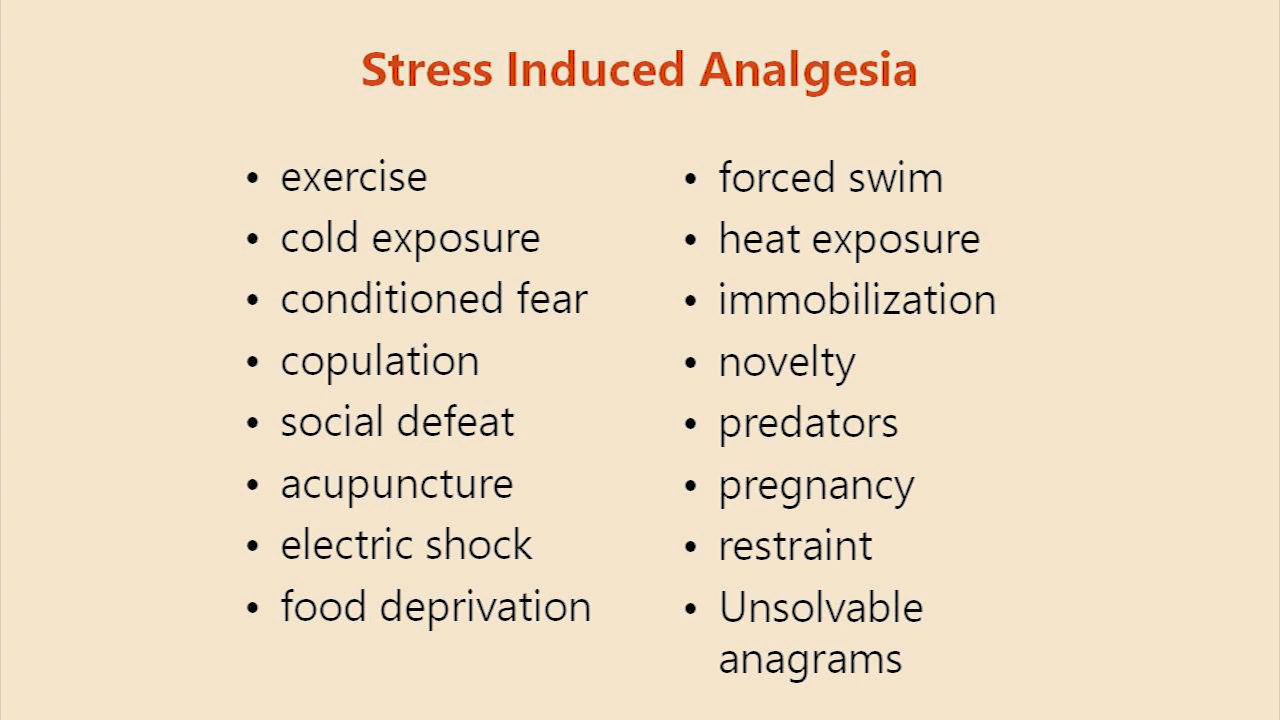 Stress Induced Analgesia
• exercise
• cold exposure
• conditioned fear
• copulation
• social defeat
• acupuncture
• electric shock
• food deprivation
• forced swim
• heat exposure
• immobilization
• novelty
• predators
• pregnancy
• restraint
• Unsolvable
anagrams